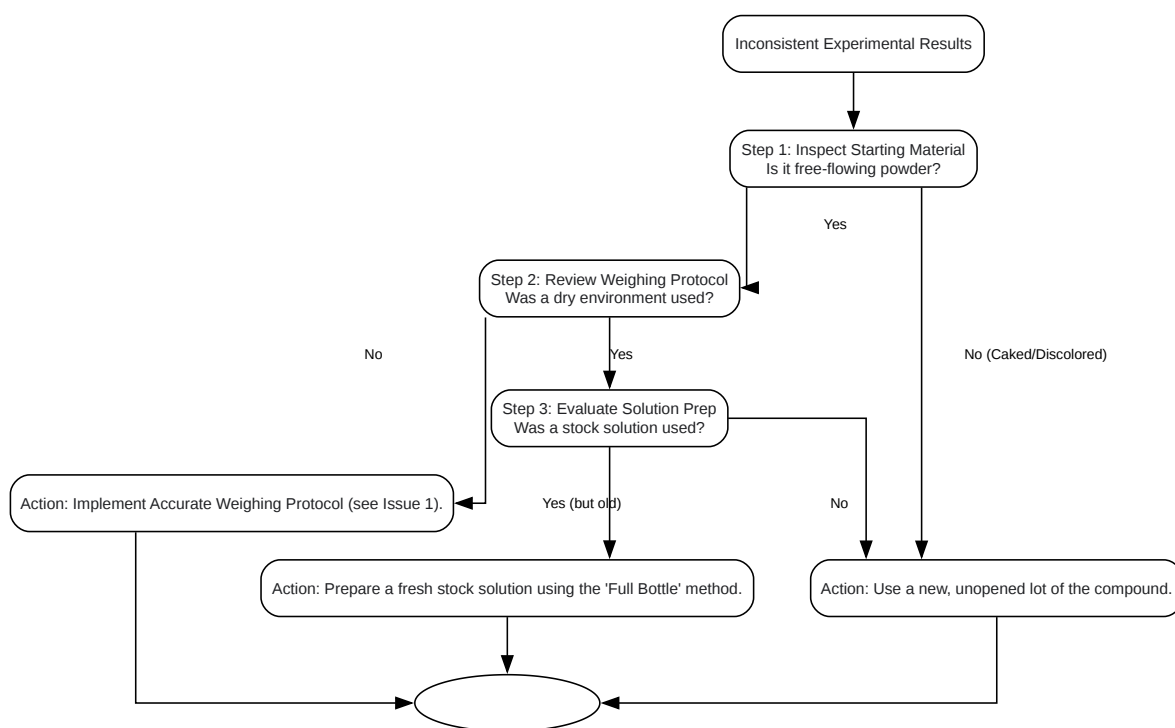 Inconsistent Experimental Results
Step 1: Inspect Starting Material
Is it free-flowing powder?
Yes
Step 2: Review Weighing Protocol
Was a dry environment used?
No
Yes
No (Caked/Discolored)
Step 3: Evaluate Solution Prep
Was a stock solution used?
Action: Implement Accurate Weighing Protocol (see Issue 1).
Yes (but old)
No
Action: Prepare a fresh stock solution using the 'Full Bottle' method.
Action: Use a new, unopened lot of the compound.